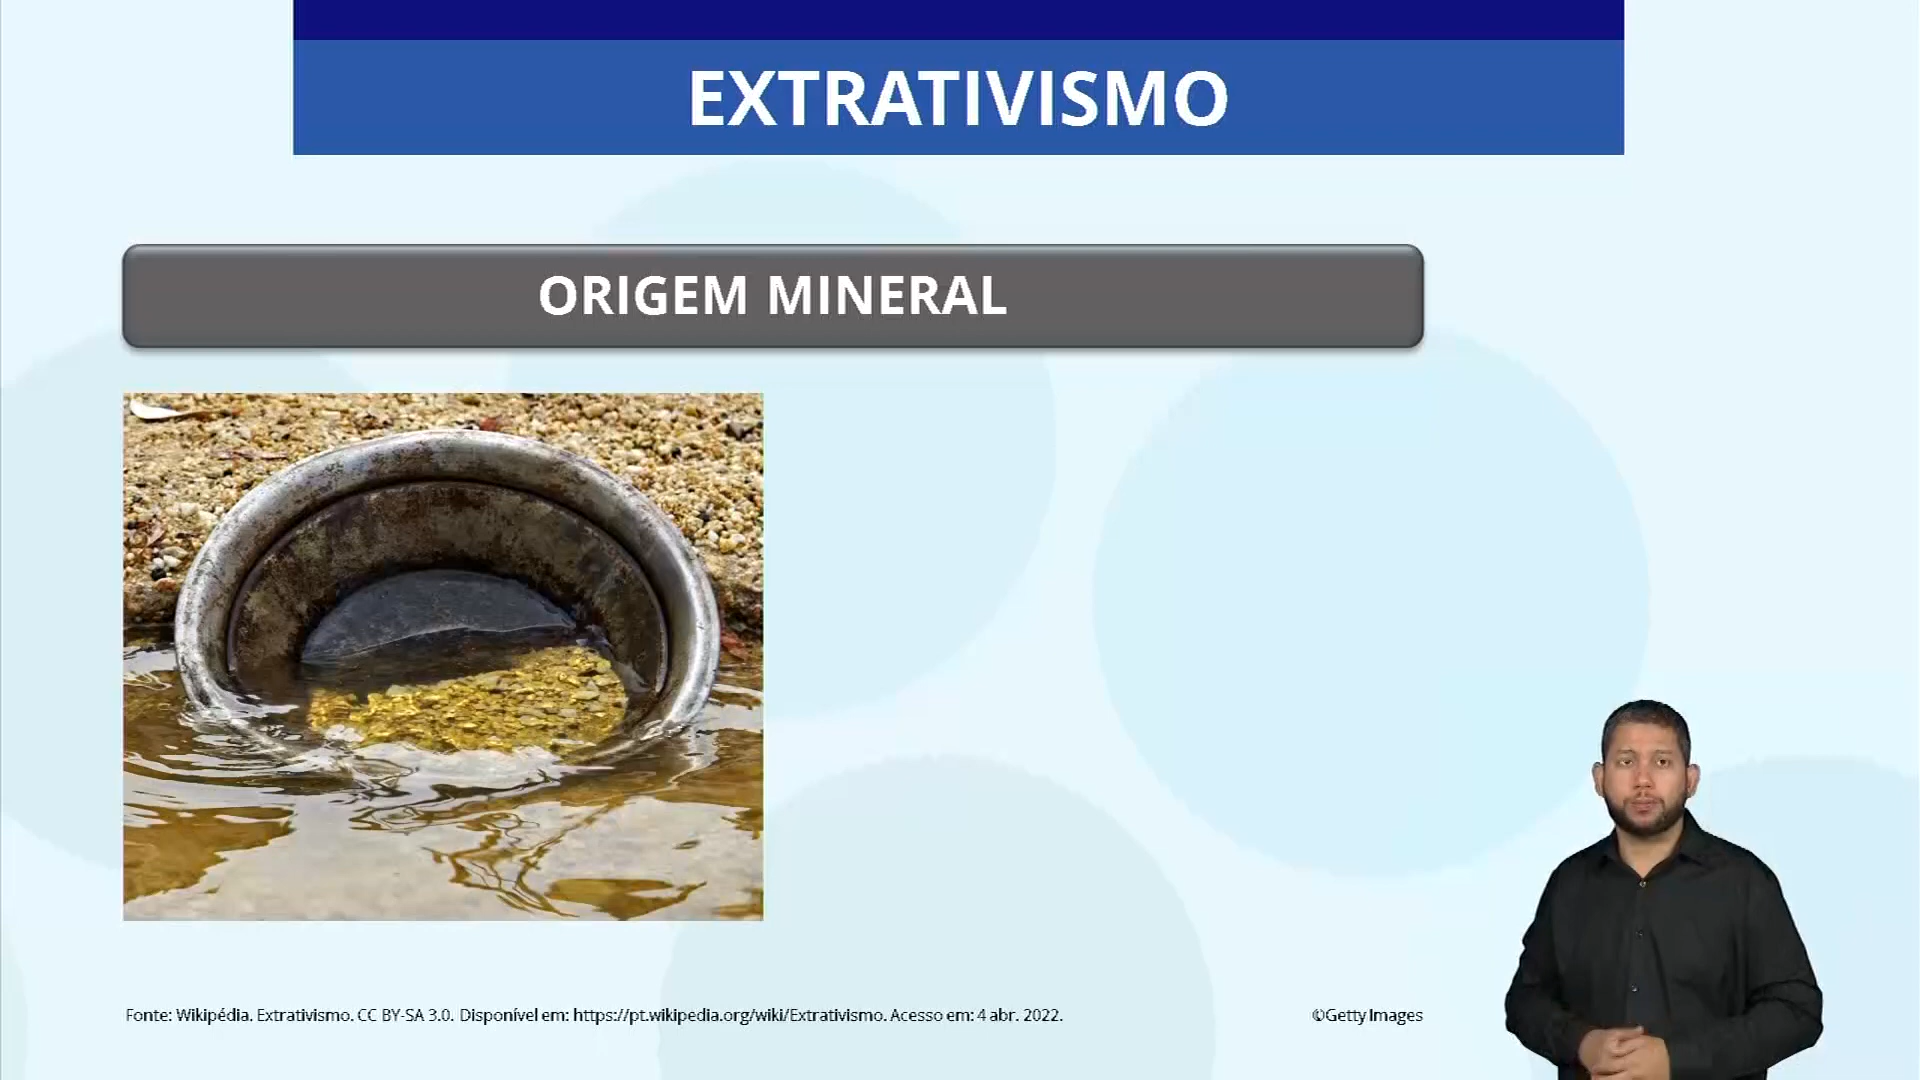 EXTRATIVISMO
ORIGEM MINERAL
Fonte: Wikipédia. Extrativismo. CC BY-SA 3.0. Disponível em: https://pt.wikipedia.org/wiki/Extrativismo. Acesso em: 4 abr. 2022.
©Getty Images